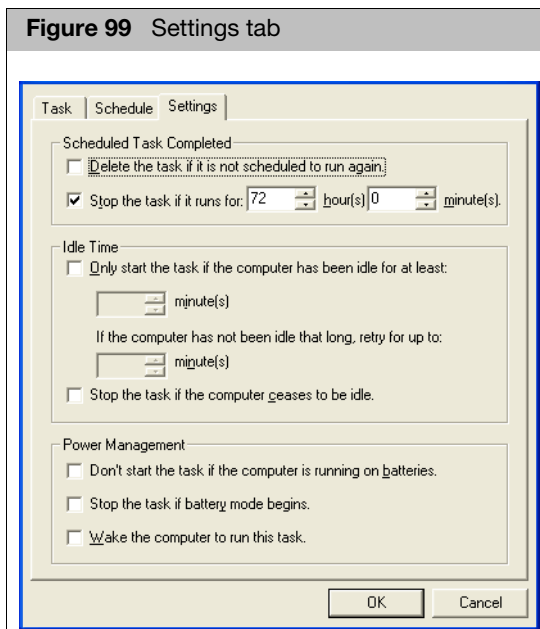 Figure 99 Settings tab
Task Schedule Settings
Scheduled Task Completed
Delete the task if it is not scheduled to run again.
Stop the task if it runs for: 72 hour(s) 0 minute(s).
Idle Time
Only start the task if the computer has been idle for at least:
minute(s)
If the computer has not been idle that long, retry for up to:
minute(s)
Stop the task if the computer ceases to be idle.
Power Management
Don't start the task if the computer is running on batteries.
Stop the task if battery mode begins.
Wake the computer to run this task.
OK Cancel